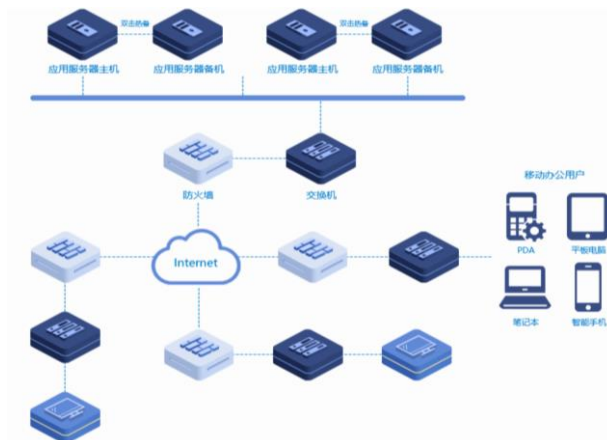 双击热备
双击热备
应用服务器主机
应用服务器备机
应用服务器主机
应用服务器备机
防火墙
交换机
移动办公用户
Internet
PDA
平板电脑
笔记本
智能手机